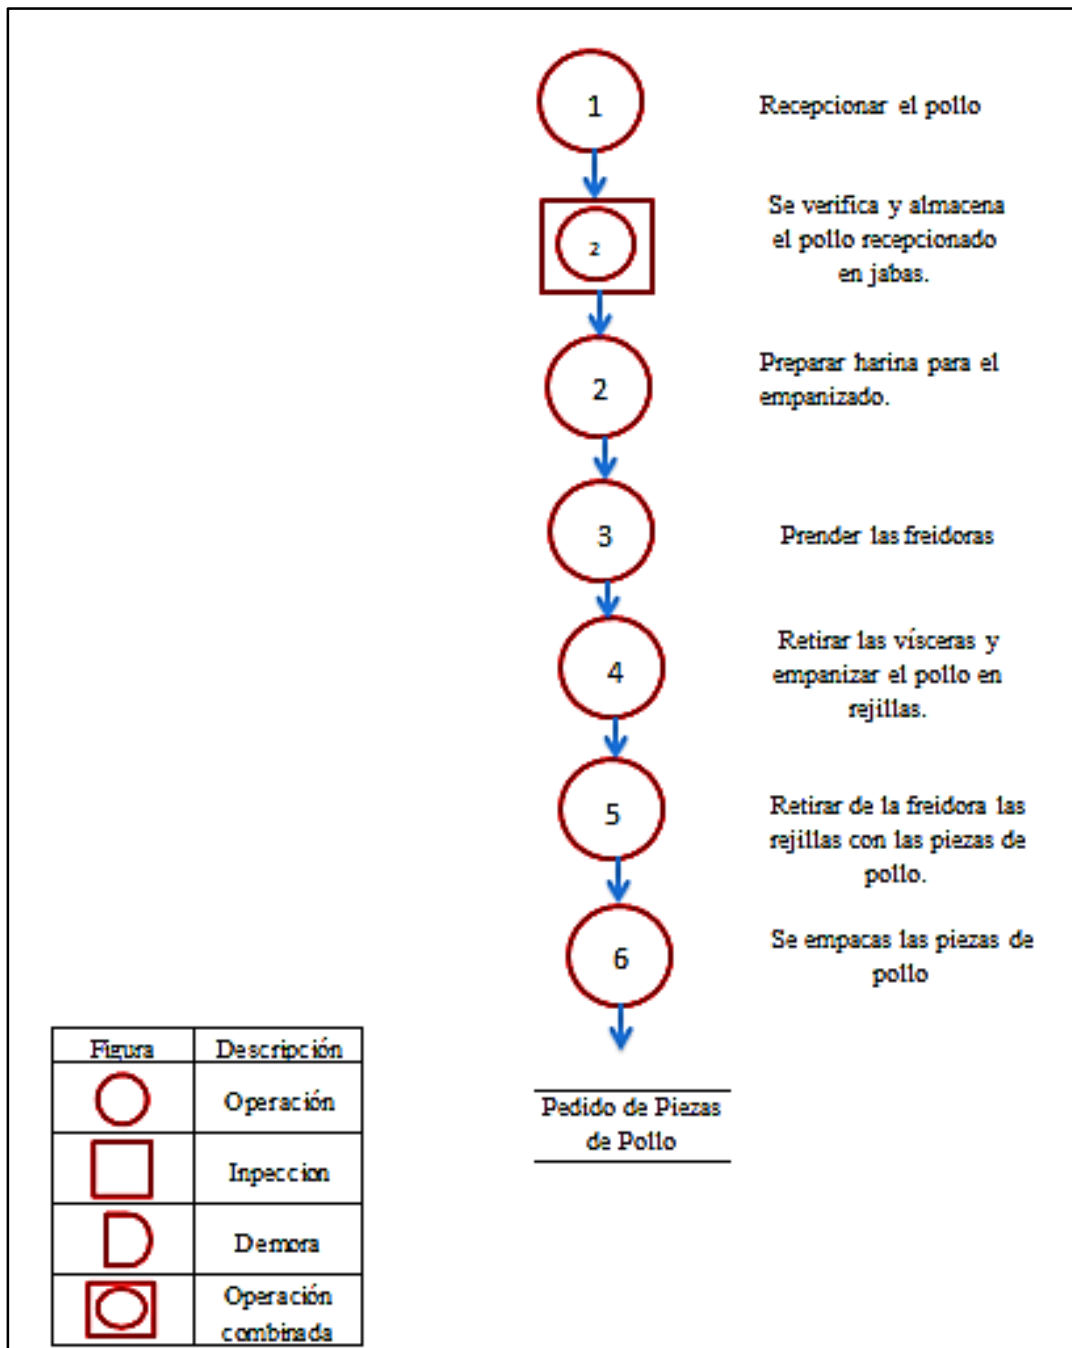 1
Recepcionar el pollo
2
Se verifica y almacena
el pollo recepcionado
en jabas.
2
Preparar harina para el
empanizado.
3
Prender las freidoras
4
Retirar las vísceras y
empanizar el pollo en
rejillas.
5
Retirar de la freidora las
rejillas con las piezas de
pollo.
6
Se empacas las piezas de
pollo
Pedido de Piezas
de Pollo
Figura Descripción
Operación
Inpeccion
Demora
Operación
combinada